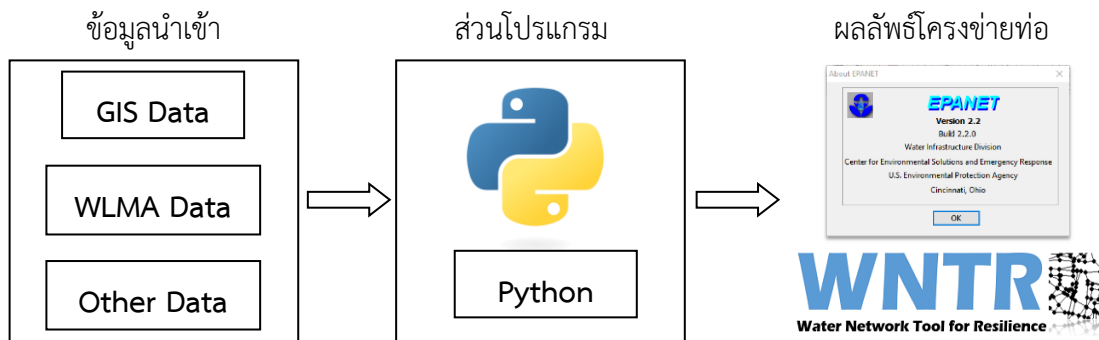 ข้อมูลนำเข้า
GIS Data
WLMA Data
Other Data
ส่วนโปรแกรม
Python
ผลลัพธ์โครงข่ายท่อ
About EPANET
EPANET
Version 2.2
Build 2.2.0
Water Infrastructure Division
Center for Environmental Solutions and Emergency Response
U.S. Environmental Protection Agency
Cincinnati, Ohio
OK
WNTR
Water Network Tool for Resilience